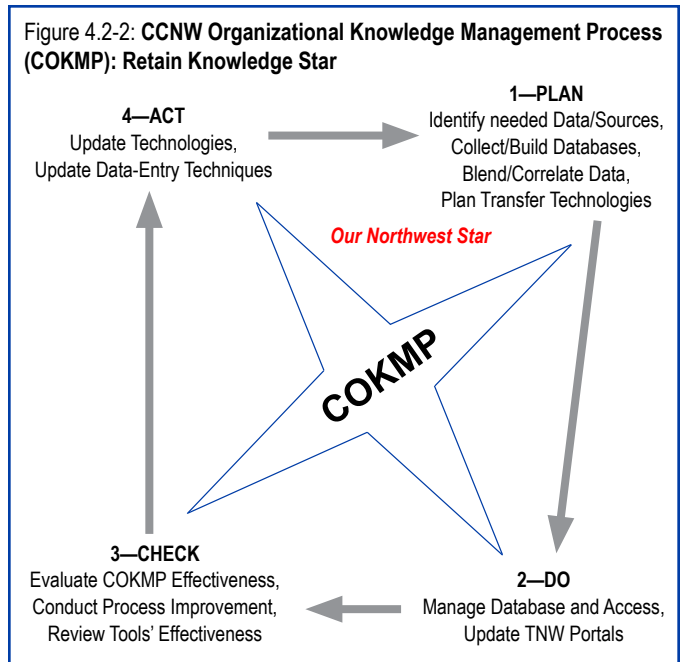 Figure 4.2-2: CCNW Organizational Knowledge Management Process
(COKMP): Retain Knowledge Star
1—PLAN
Identify needed Data/Sources,
Collect/Build Databases,
Blend/Correlate Data,
Plan Transfer Technologies
4—ACT
Update Technologies,
Update Data-Entry Techniques
Our Northwest Star
COKMP
3—CHECK
Evaluate COKMP Effectiveness,
Conduct Process Improvement,
Review Tools’ Effectiveness
2—DO
Manage Database and Access,
Update TNW Portals